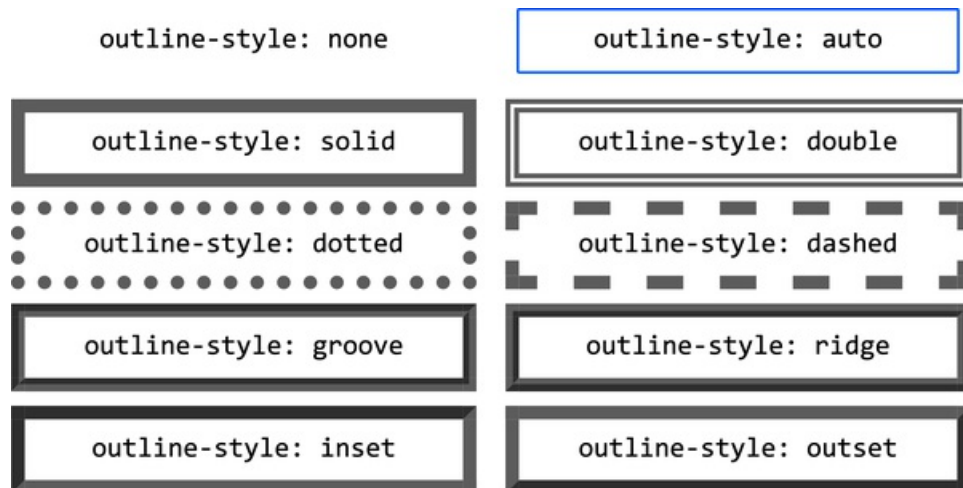 outline-style: none
outline-style: auto
outline-style: solid
outline-style: double
outline-style: dotted
outline-style: dashed
outline-style: groove
outline-style: ridge
outline-style: inset
outline-style: outset